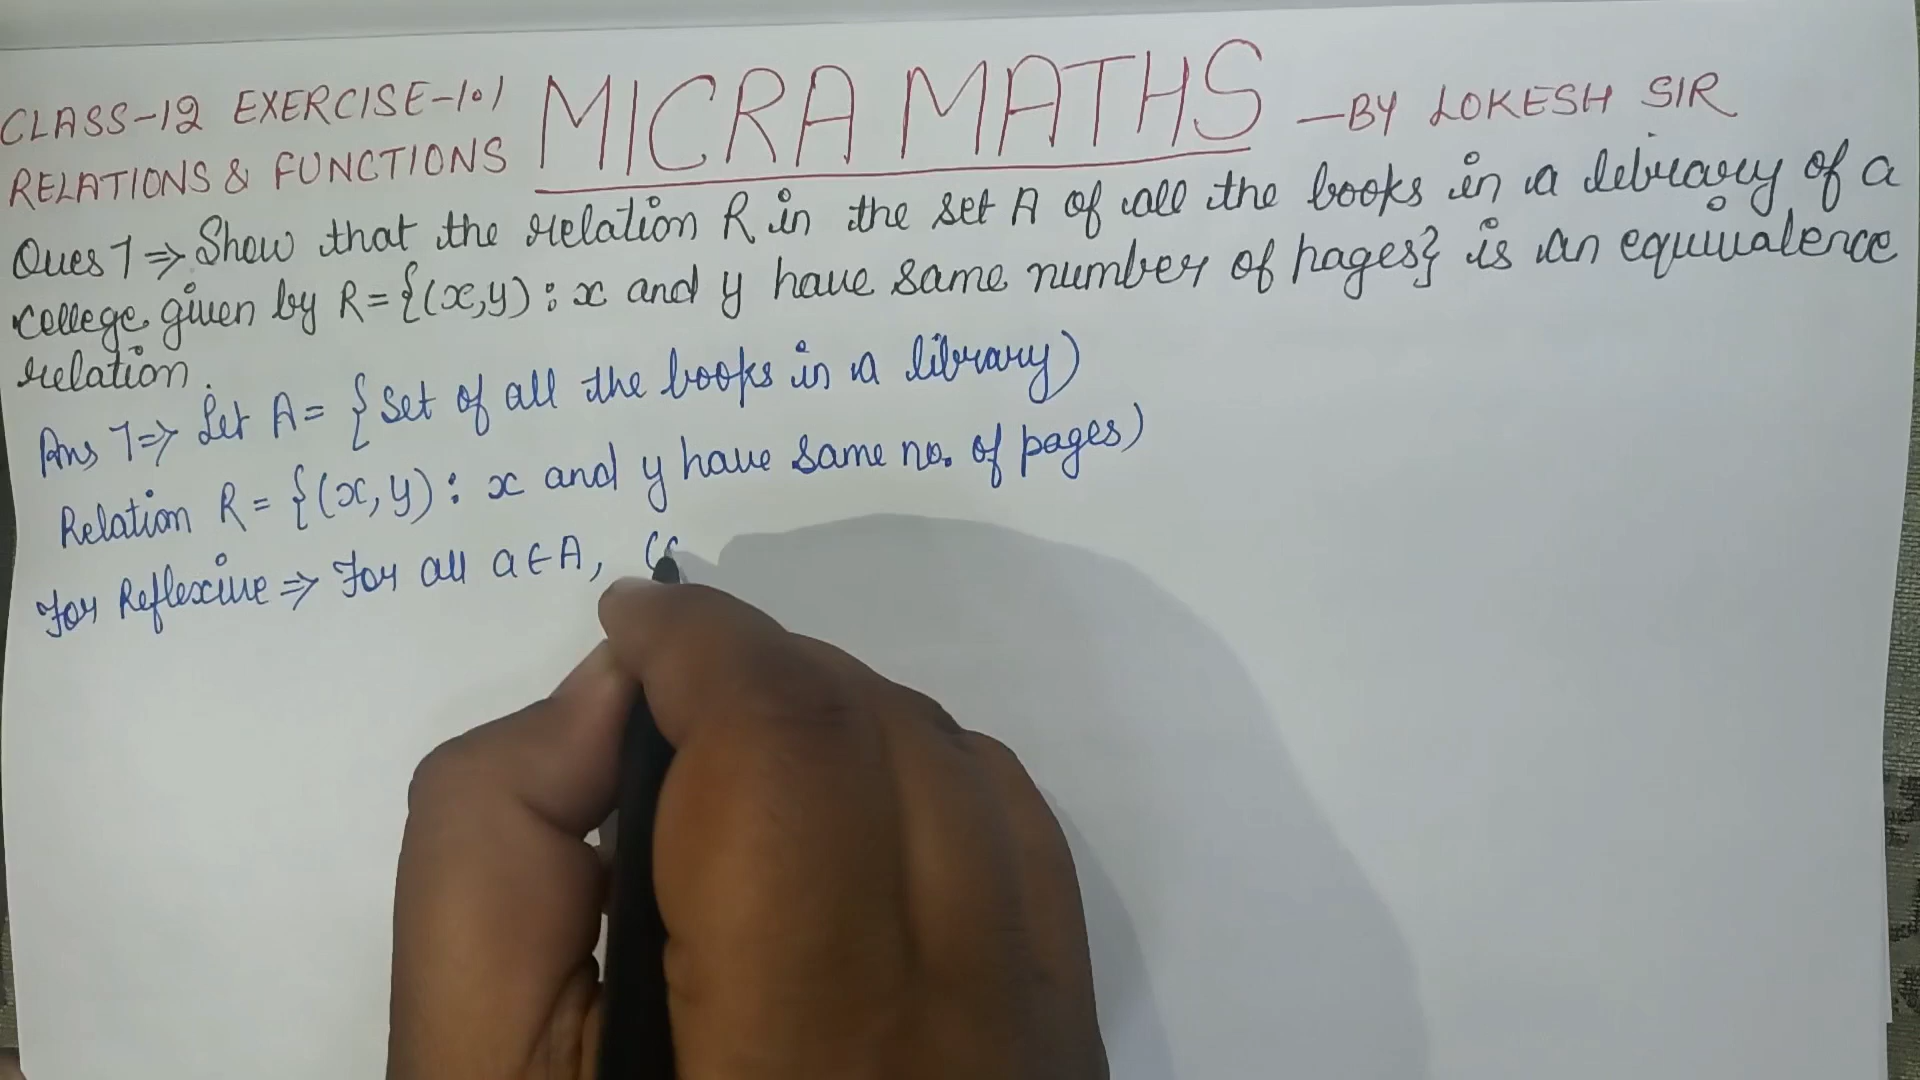 CLASS-12 EXERCISE-1.1
RELATIONS & FUNCTIONS
MICRA MATHS
-BY LOKESH SIR
Ques 7 ⇒ Show that the relation R in the set A of all the books in a library of a
college, given by R = {(x,y) : x and y have same number of pages} is an equivalence
relation.
Ans 7 ⇒ Let A = { Set of all the books in a library)
Relation R = {(x, y) : x and y have same no. of pages)
For Reflexive ⇒ For all a ∈ A, (